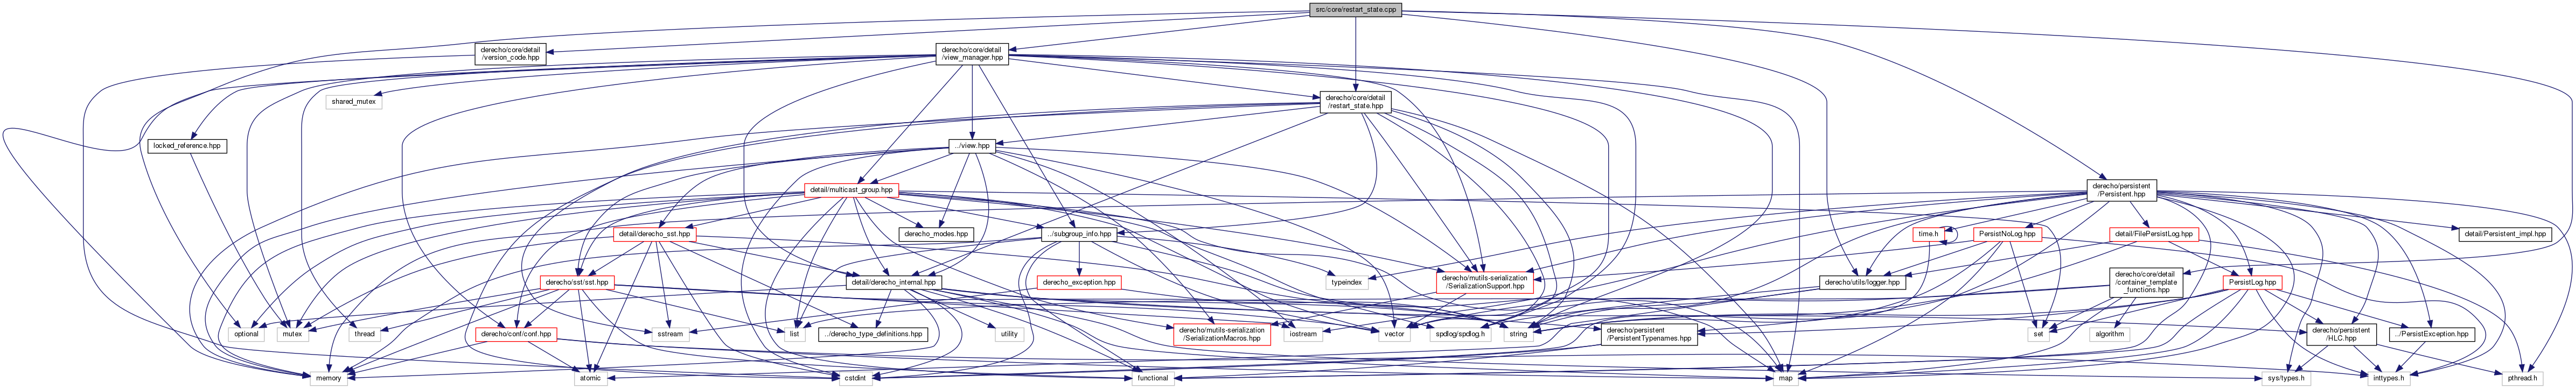 src/core/restart_state.cpp
derecho/core/detail
/version_code.hpp
derecho/core/detail
/view_manager.hpp
shared_mutex
derecho/core/detail
/restart_state.hpp
locked_reference.hpp
../view.hpp
detail/multicast_group.hpp
derecho/persistent
/Persistent.hpp
detail/derecho_sst.hpp
derecho_modes.hpp
../subgroup_info.hpp
time.h
PersistNoLog.hpp
detail/FilePersistLog.hpp
detail/Persistent_impl.hpp
derecho/sst/sst.hpp
detail/derecho_internal.hpp
derecho_exception.hpp
derecho/mutils-serialization
/SerializationSupport.hpp
typeindex
derecho/utils/logger.hpp
derecho/core/detail
/container_template
_functions.hpp
PersistLog.hpp
optional
mutex
thread
derecho/conf/conf.hpp
sstream
../derecho_type_definitions.hpp
list
utility
derecho/mutils-serialization
/SerializationMacros.hpp
iostream
vector
spdlog/spdlog.h
string
derecho/persistent
/PersistentTypenames.hpp
set
algorithm
derecho/persistent
/HLC.hpp
../PersistException.hpp
memory
atomic
cstdint
functional
map
sys/types.h
inttypes.h
pthread.h